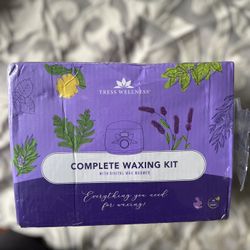 TRESS WELLNESS
COMPLETE WAXING KIT
WITH DIGITAL WAX WARMER
Everything you need
for waxing!